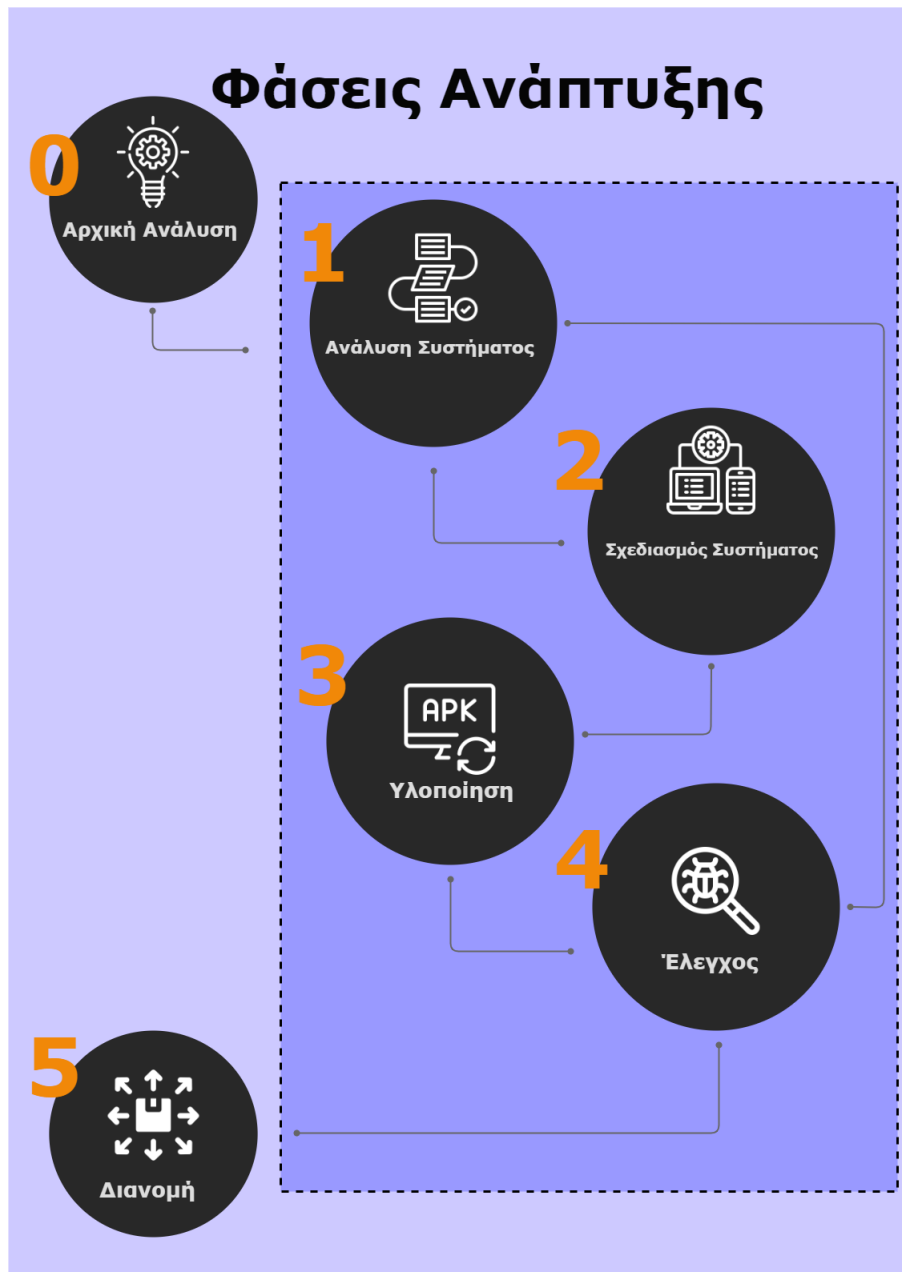 Φάσεις Ανάπτυξης
0
Αρχική Ανάλυση
1
Ανάλυση Συστήματος
2
Σχεδιασμός Συστήματος
3
APK
Υλοποίηση
4
Έλεγχος
5
Διανομή